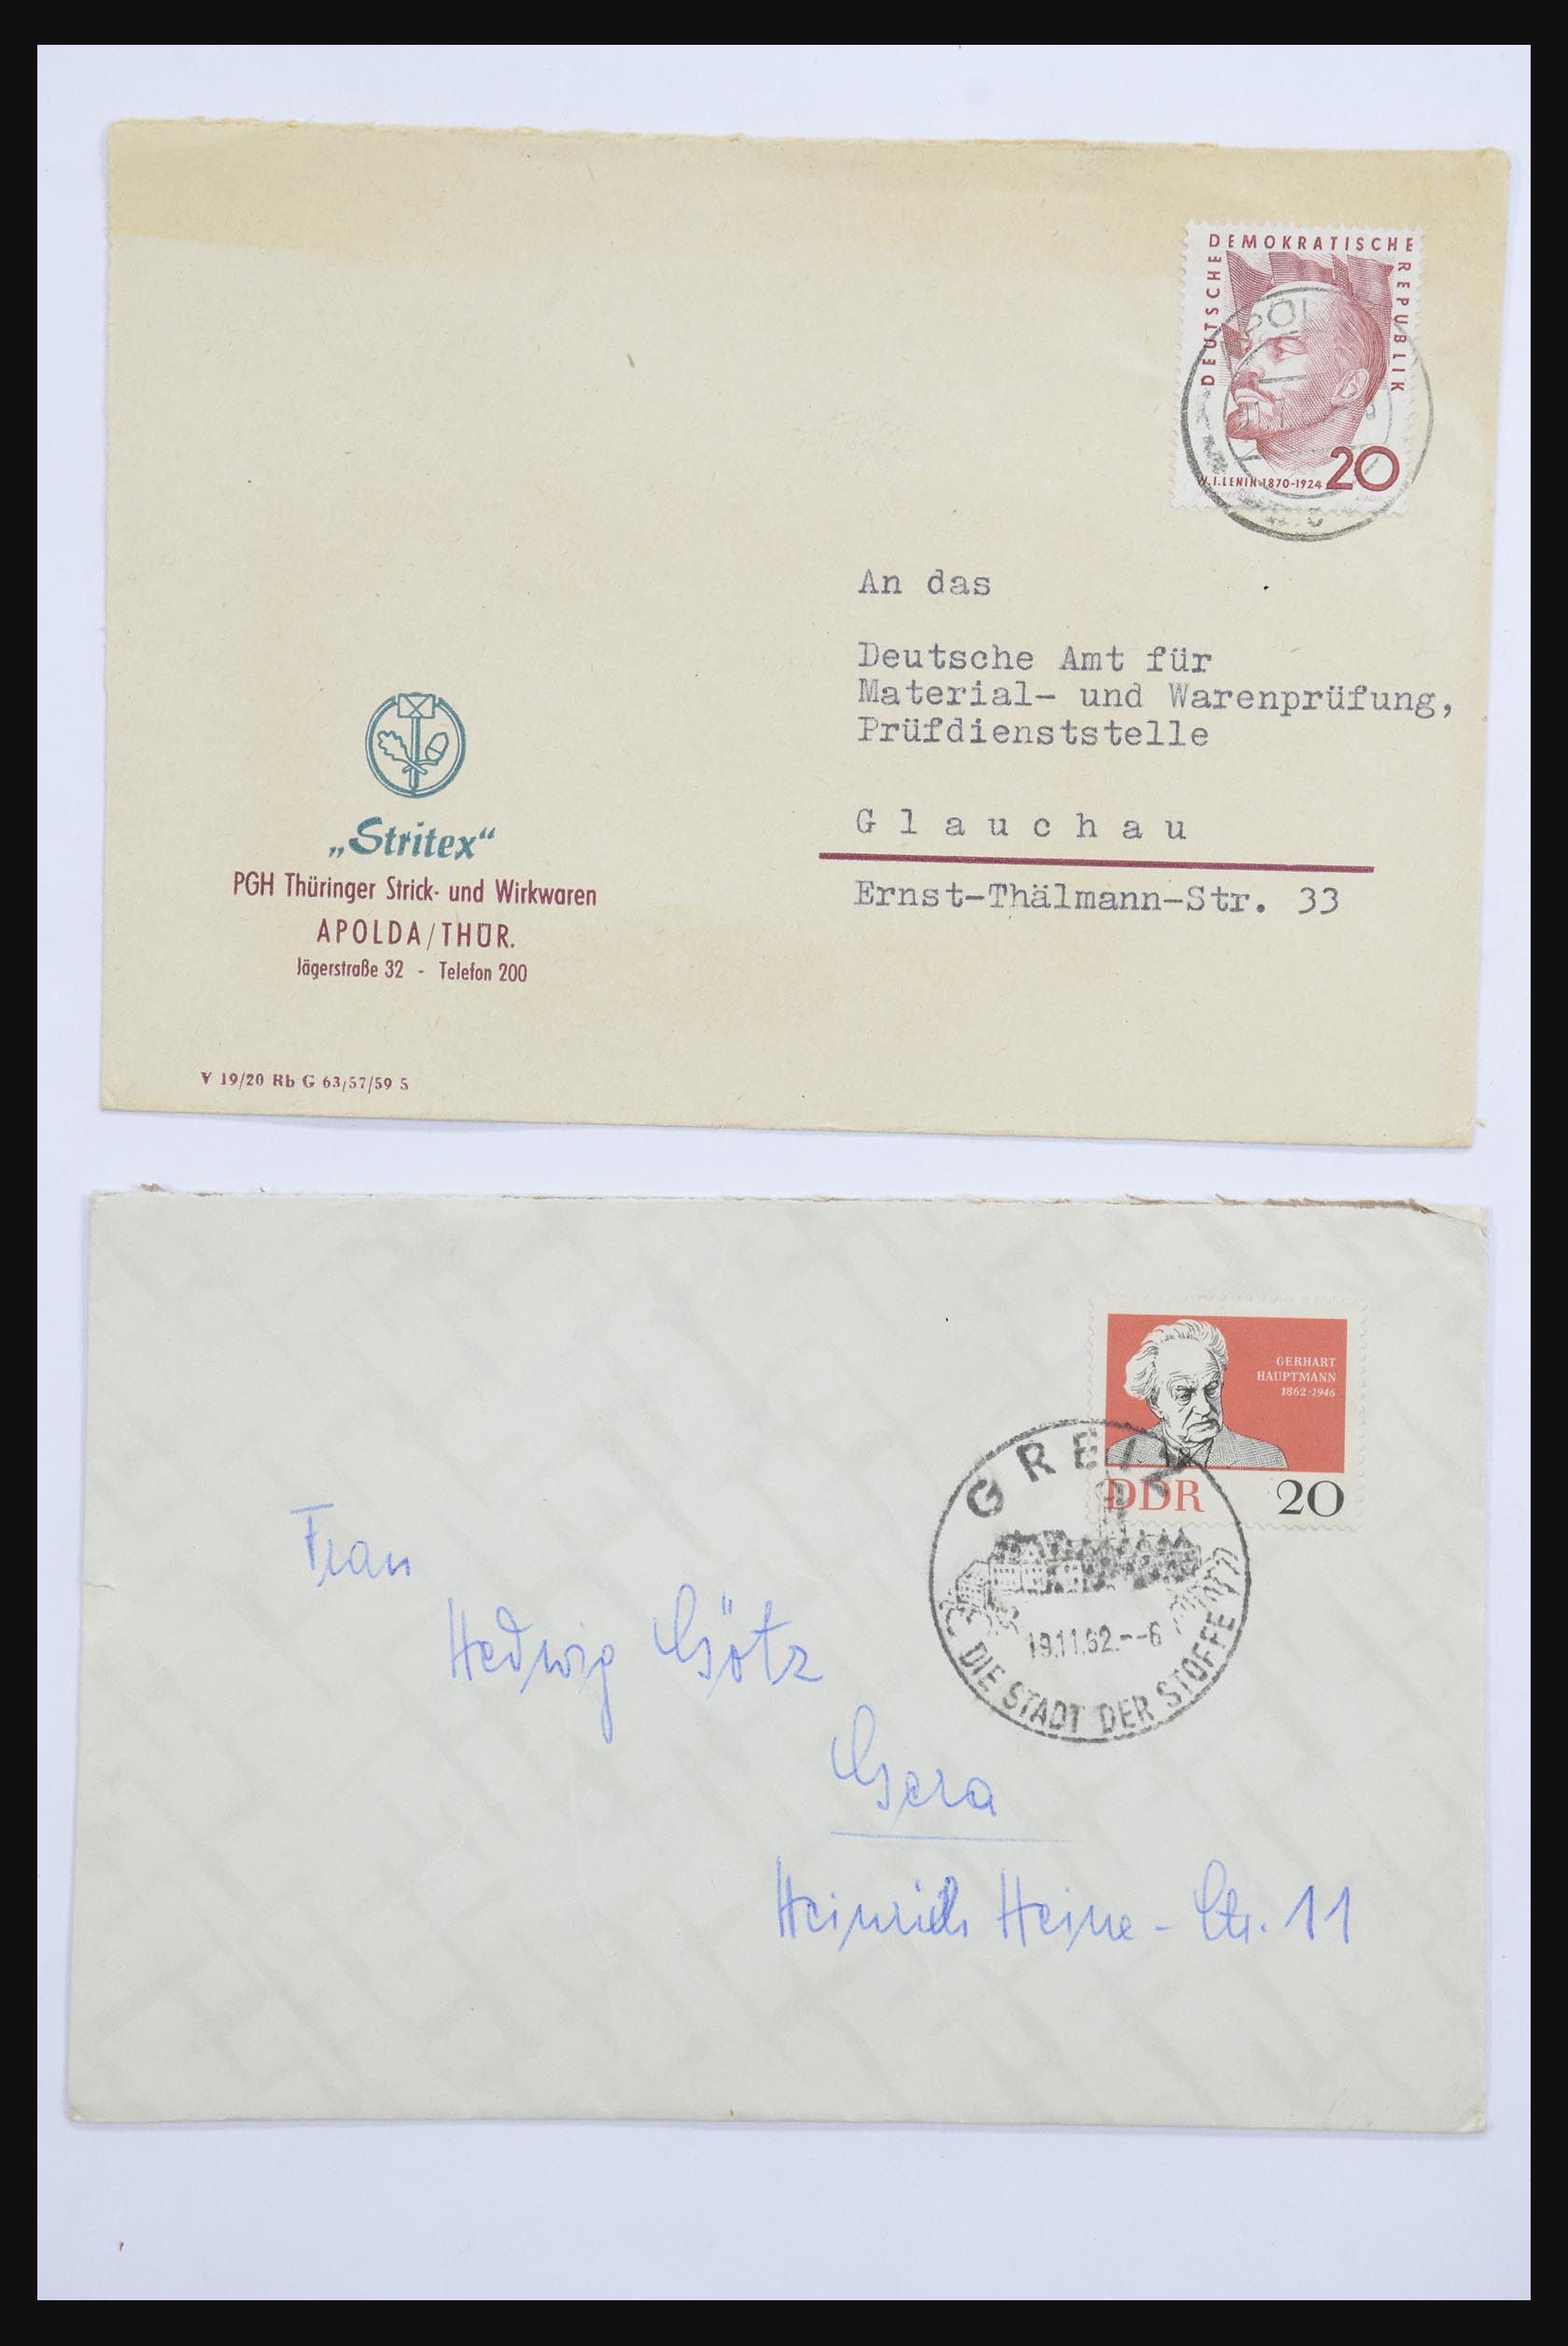 DEUTSCHE DEMOKRATISCHE REPUBLIK
W.I.LENIN 1870-1924 20
An das
Deutsche Amt für
Material- und Warenprüfung,
Prüfdienststelle
Glauchau
Ernst-Thälmann-Str. 33
„Stritex“
PGH Thüringer Strick- und Wirkwaren
APOLDA/THÜR.
Jägerstraße 32 - Telefon 200
V 19/20 Rb G 63/57/59 5
GERHART
HAUPTMANN
1862-1946
DDR 20
GREIZ
19.11.62.--6
DIE STADT DER STOFFE
Frau
Hedwig Götz
Gera
Heinrich Heine - Str. 11